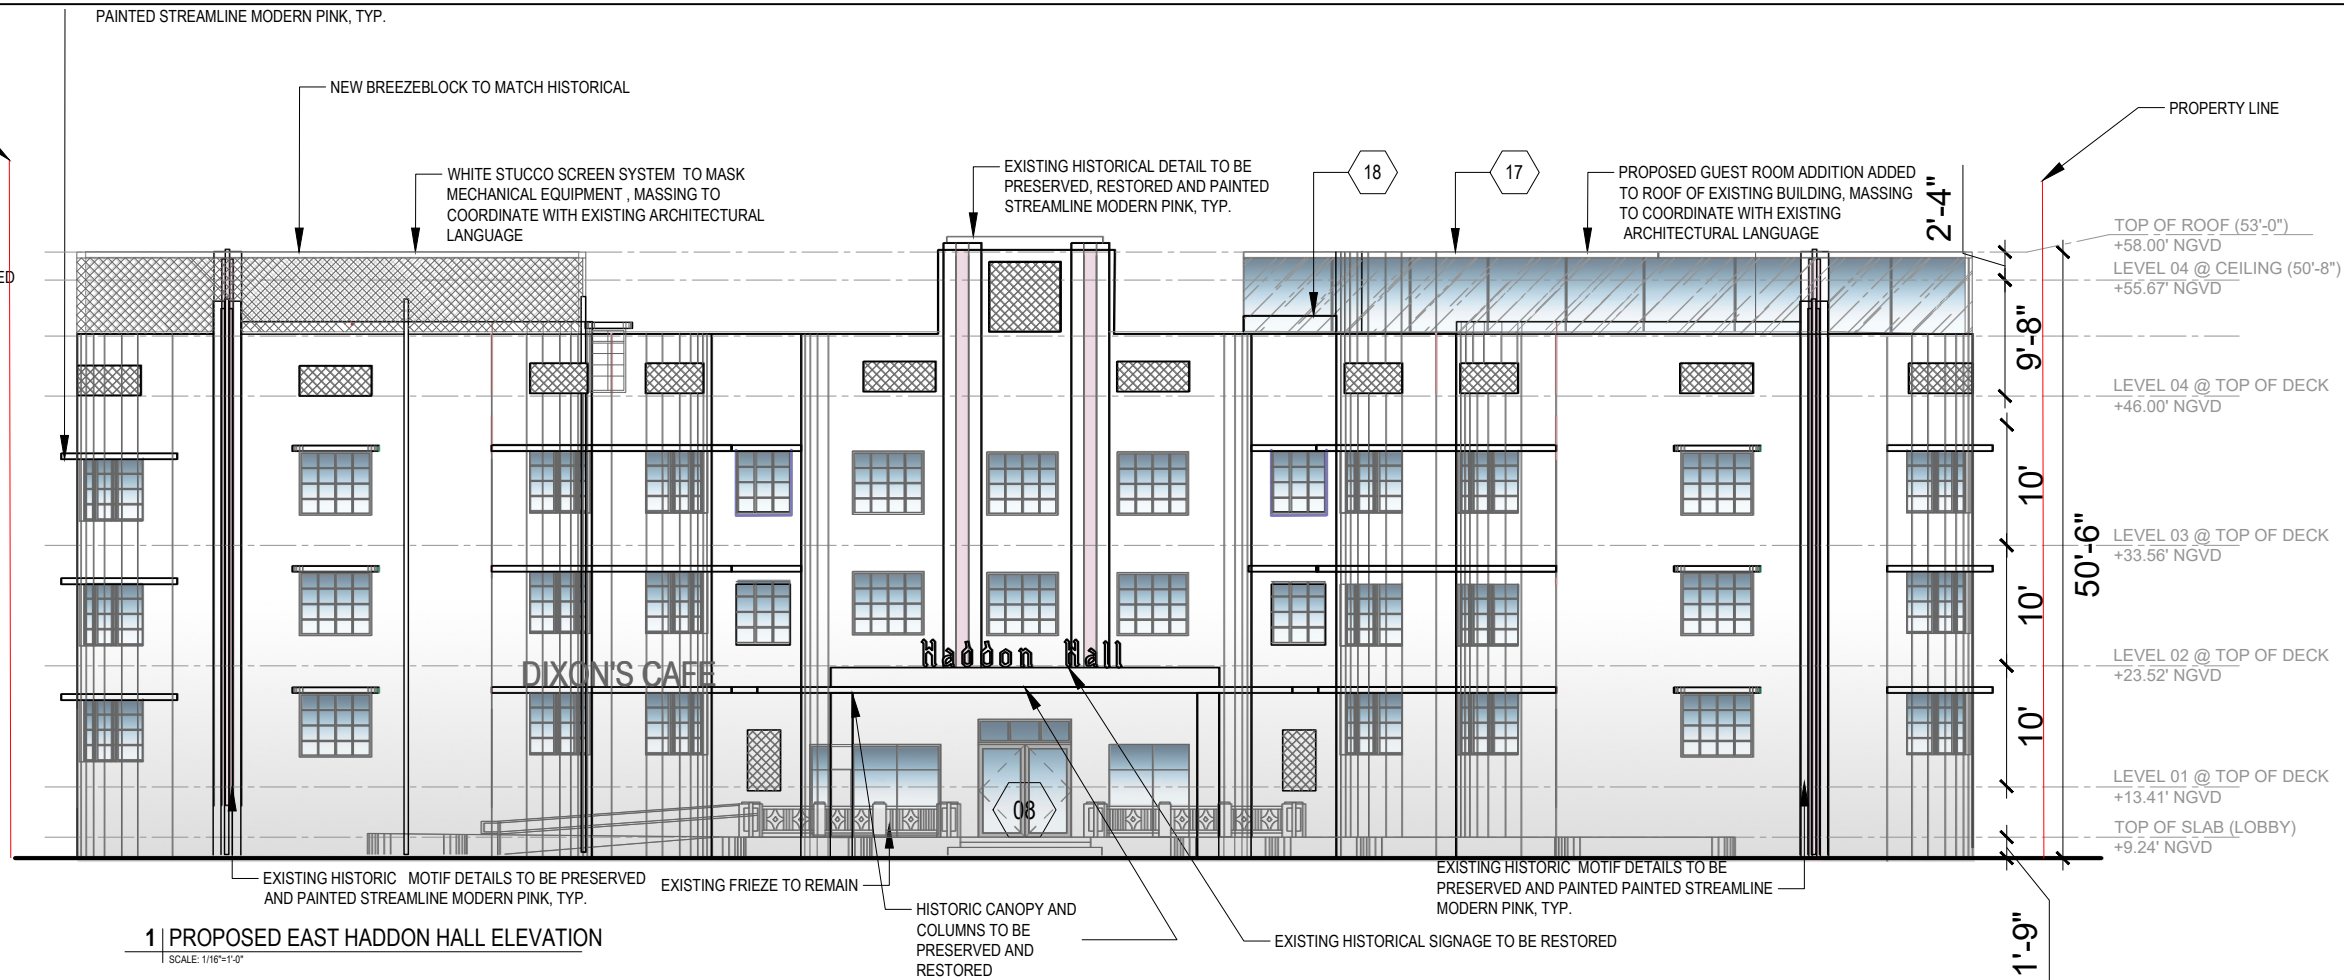 PAINTED STREAMLINE MODERN PINK, TYP.
NEW BREEZEBLOCK TO MATCH HISTORICAL
PROPERTY LINE
WHITE STUCCO SCREEN SYSTEM TO MASK
MECHANICAL EQUIPMENT , MASSING TO
COORDINATE WITH EXISTING ARCHITECTURAL
LANGUAGE
EXISTING HISTORICAL DETAIL TO BE
PRESERVED, RESTORED AND PAINTED
STREAMLINE MODERN PINK, TYP.
18
17
PROPOSED GUEST ROOM ADDITION ADDED
TO ROOF OF EXISTING BUILDING, MASSING
TO COORDINATE WITH EXISTING
ARCHITECTURAL LANGUAGE
2'-4"
TOP OF ROOF (53'-0")
+58.00' NGVD
LEVEL 04 @ CEILING (50'-8")
+55.67' NGVD
ED
9'-8"
LEVEL 04 @ TOP OF DECK
+46.00' NGVD
10'
LEVEL 03 @ TOP OF DECK
+33.56' NGVD
50'-6"
10'
LEVEL 02 @ TOP OF DECK
+23.52' NGVD
Haddon Hall
DIXON'S CAFE
10'
LEVEL 01 @ TOP OF DECK
+13.41' NGVD
08
TOP OF SLAB (LOBBY)
+9.24' NGVD
EXISTING HISTORIC MOTIF DETAILS TO BE PRESERVED
AND PAINTED STREAMLINE MODERN PINK, TYP.
EXISTING FRIEZE TO REMAIN
HISTORIC CANOPY AND
COLUMNS TO BE
PRESERVED AND
RESTORED
EXISTING HISTORICAL SIGNAGE TO BE RESTORED
EXISTING HISTORIC MOTIF DETAILS TO BE
PRESERVED AND PAINTED PAINTED STREAMLINE
MODERN PINK, TYP.
1'-9"
1 PROPOSED EAST HADDON HALL ELEVATION
SCALE: 1/16"=1'-0"